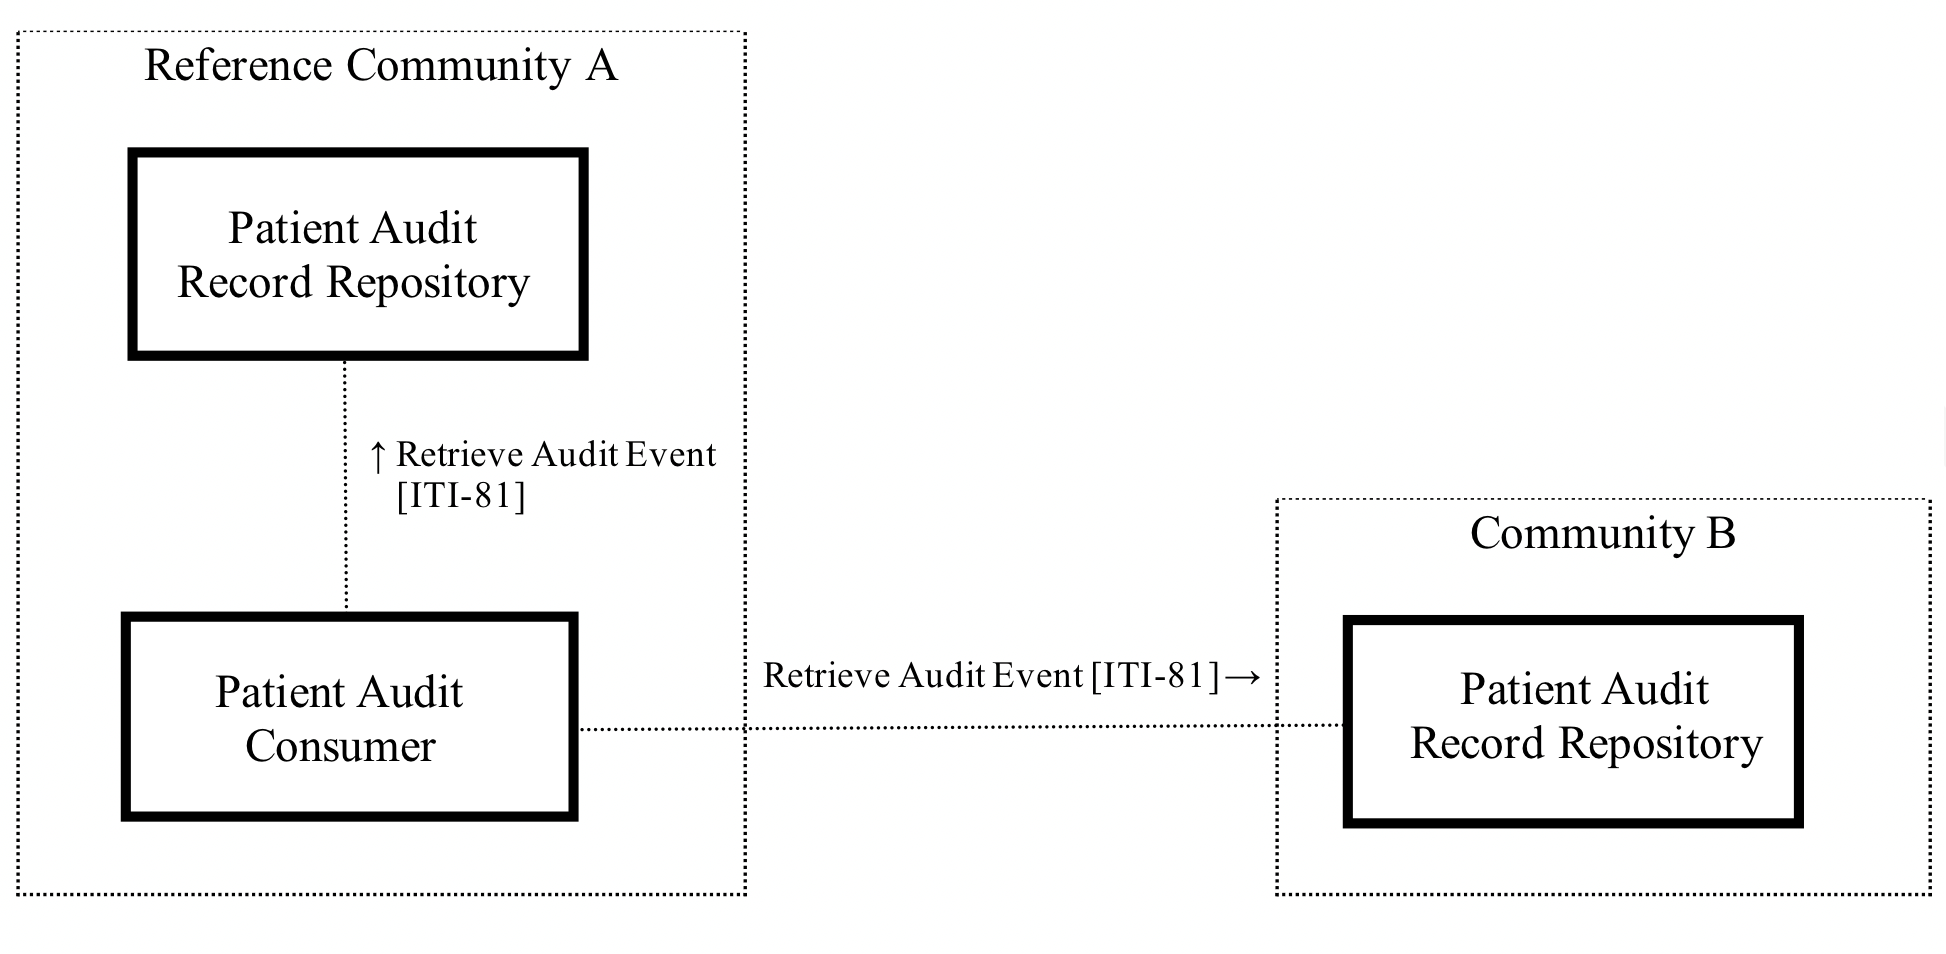 Reference Community A
Patient Audit
Record Repository
↑ Retrieve Audit Event
[ITI-81]
Community B
Patient Audit
Consumer
Retrieve Audit Event [ITI-81]→
Patient Audit
Record Repository